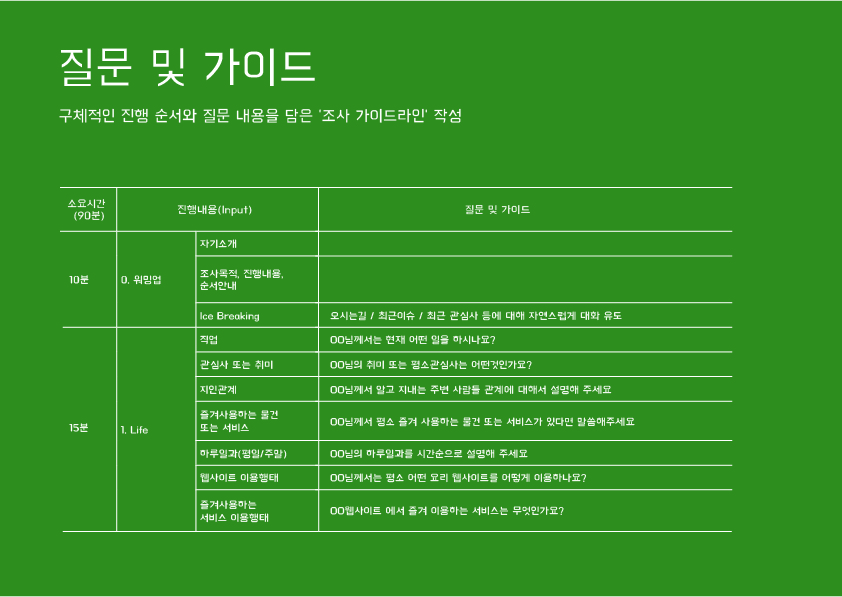 질문 및 가이드
구체적인 진행 순서와 질문 내용을 담은 '조사 가이드라인' 작성
소요시간
(90분)
진행내용(Input)
질문 및 가이드
10분
0. 워밍업
자기소개
조사목적, 진행내용,
순서안내
Ice Breaking
오시는길 / 최근이슈 / 최근 관심사 등에 대해 자연스럽게 대화 유도
15분
1. Life
직업
OO님께서는 현재 어떤 일을 하시나요?
관심사 또는 취미
OO님의 취미 또는 평소관심사는 어떤것인가요?
지인관계
OO님께서 알고 지내는 주변 사람들 관계에 대해서 설명해 주세요
즐겨사용하는 물건
또는 서비스
OO님께서 평소 즐겨 사용하는 물건 또는 서비스가 있다면 말씀해주세요
하루일과(평일/주말)
OO님의 하루일과를 시간순으로 설명해 주세요
웹사이트 이용행태
OO님께서는 평소 어떤 요리 웹사이트를 어떻게 이용하나요?
즐겨사용하는
서비스 이용행태
OO웹사이트 에서 즐겨 이용하는 서비스는 무엇인가요?